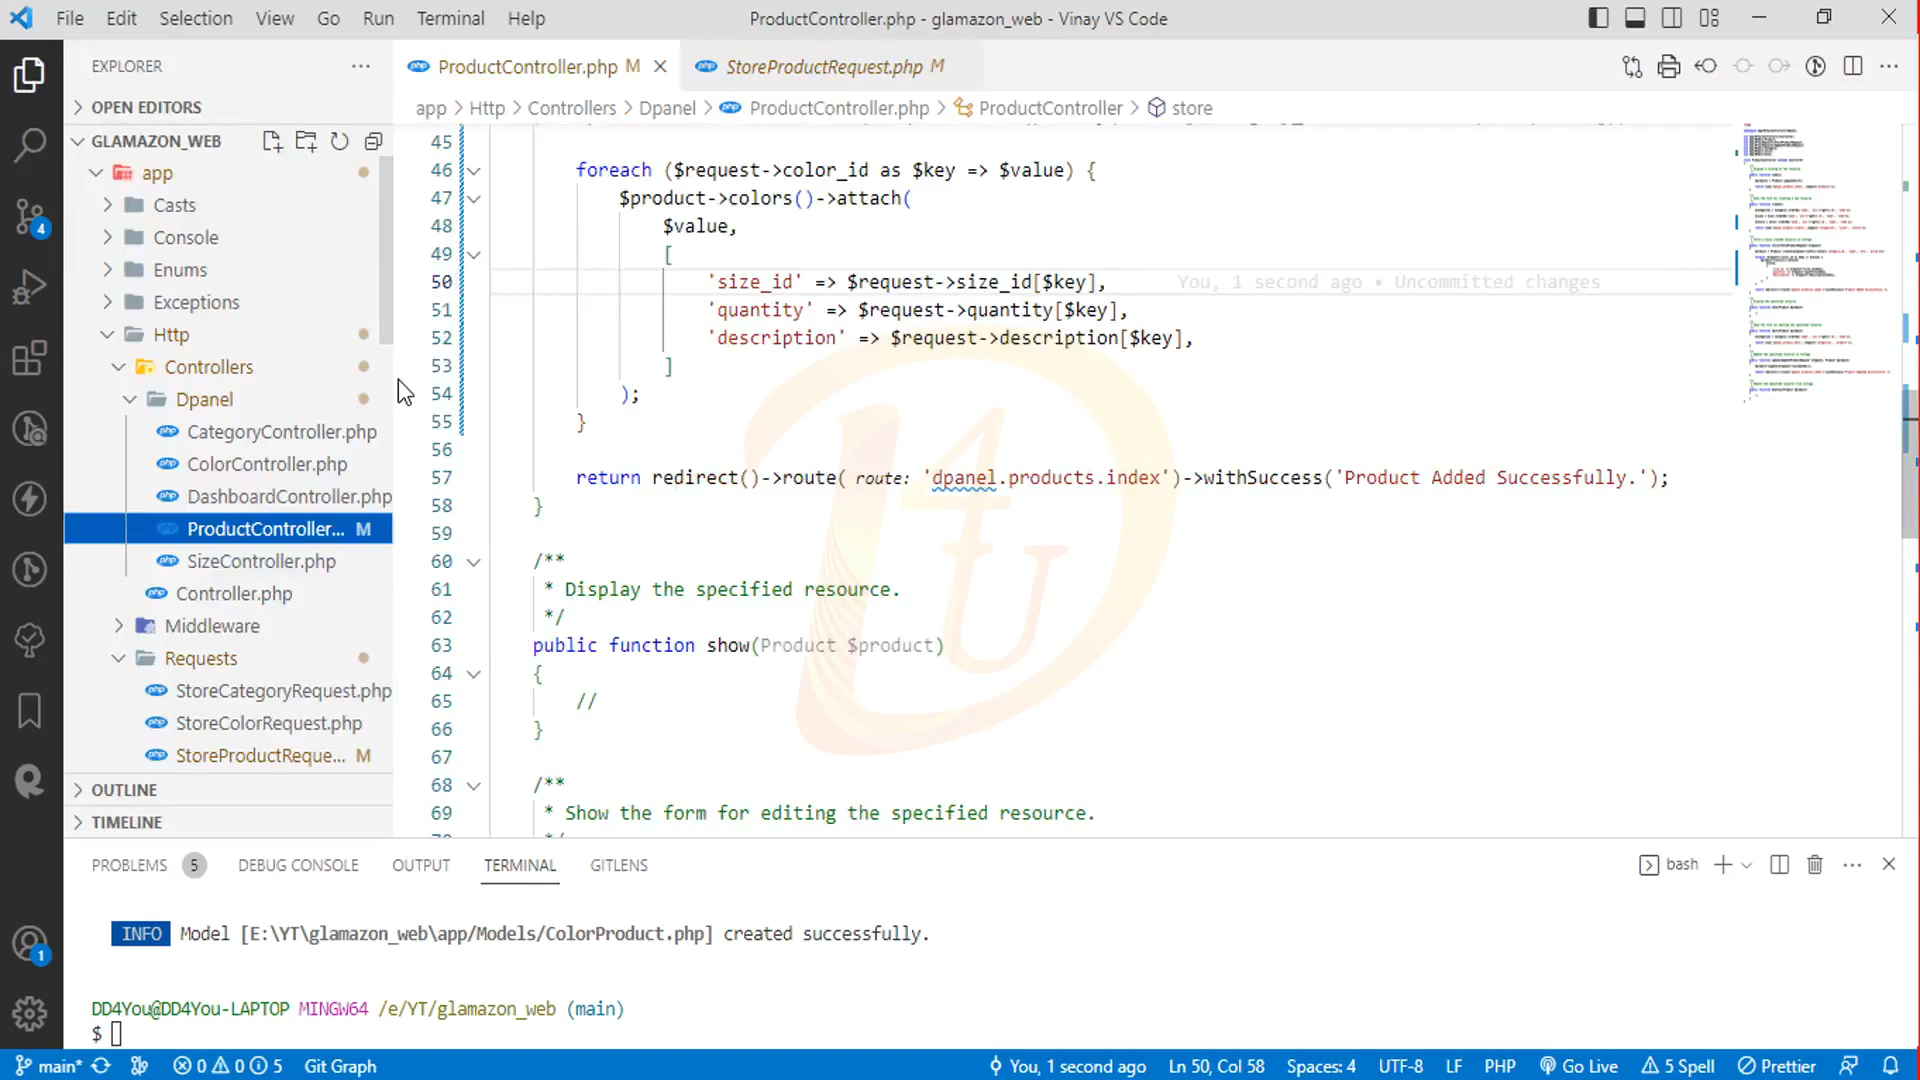 File Edit Selection View Go Run Terminal Help
ProductController.php - glamazon_web - Vinay VS Code
EXPLORER
ProductController.php M
StoreProductRequest.php M
OPEN EDITORS
app > Http > Controllers > Dpanel > ProductController.php > ProductController > store
GLAMAZON_WEB
app
Casts
Console
Enums
Exceptions
Http
Controllers
Dpanel
CategoryController.php
ColorController.php
DashboardController.php
ProductController... M
SizeController.php
Controller.php
Middleware
Requests
StoreCategoryRequest.php
StoreColorRequest.php
StoreProductReque... M
OUTLINE
TIMELINE
4
1
45
46 foreach ($request->color_id as $key => $value) {
47 $product->colors()->attach(
48 $value,
49 [
50 'size_id' => $request->size_id[$key], You, 1 second ago • Uncommitted changes
51 'quantity' => $request->quantity[$key],
52 'description' => $request->description[$key],
53 ]
54 );
55 }
56
57 return redirect()->route( route: 'dpanel.products.index')->withSuccess('Product Added Successfully.');
58 }
59
60 /**
61 * Display the specified resource.
62 */
63 public function show(Product $product)
64 {
65 //
66 }
67
68 /**
69 * Show the form for editing the specified resource.
D4U
PROBLEMS 5 DEBUG CONSOLE OUTPUT TERMINAL GITLENS
bash
INFO Model [E:\YT\glamazon_web\app/Models/ColorProduct.php] created successfully.
DD4You@DD4You-LAPTOP MINGW64 /e/YT/glamazon_web (main)
$
main* 0 0 5 Git Graph You, 1 second ago Ln 50, Col 58 Spaces: 4 UTF-8 LF PHP Go Live 5 Spell Prettier